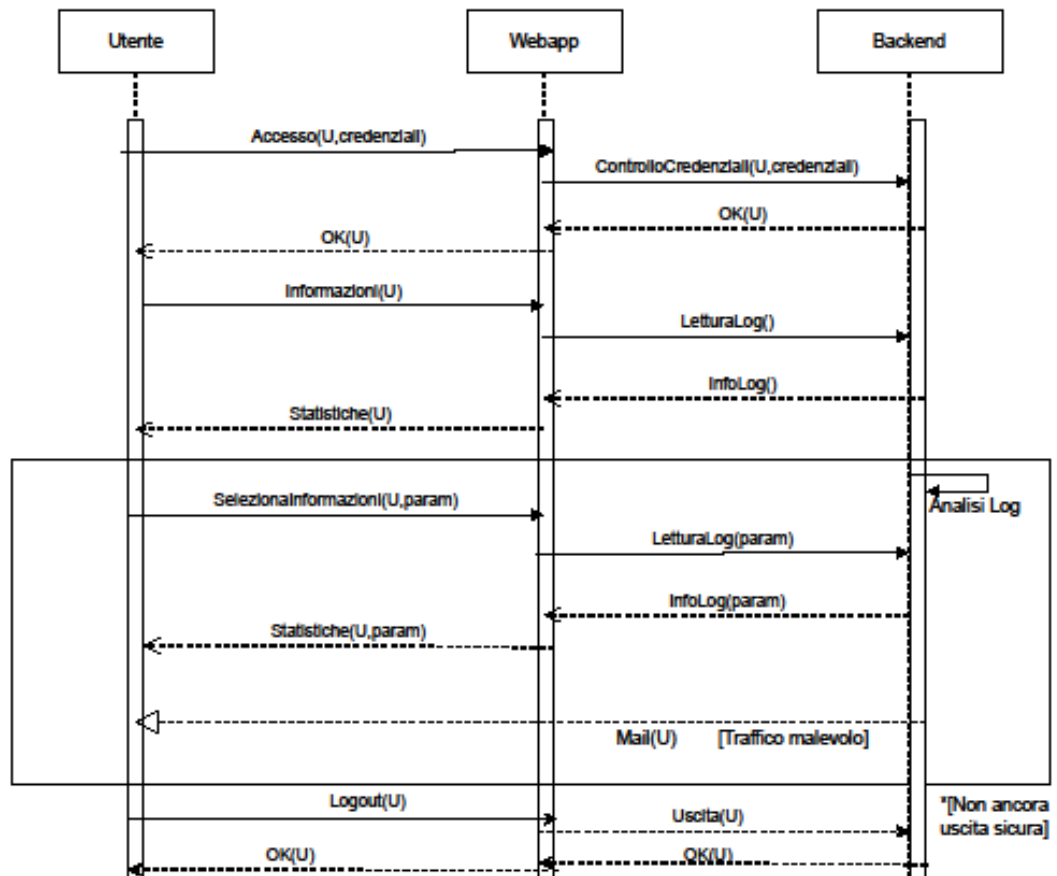 Utente
Webapp
Backend
Accesso(U,credenziali)
ControlloCredenziali(U,credenziali)
OK(U)
OK(U)
Informazioni(U)
LetturaLog()
InfoLog()
Statistiche(U)
SelezionaInformazioni(U,param)
Analisi Log
LetturaLog(param)
InfoLog(param)
Statistiche(U,param)
Mail(U) [Traffico malevolo]
Logout(U)
*[Non ancora
uscita sicura]
Uscita(U)
OK(U)
OK(U)